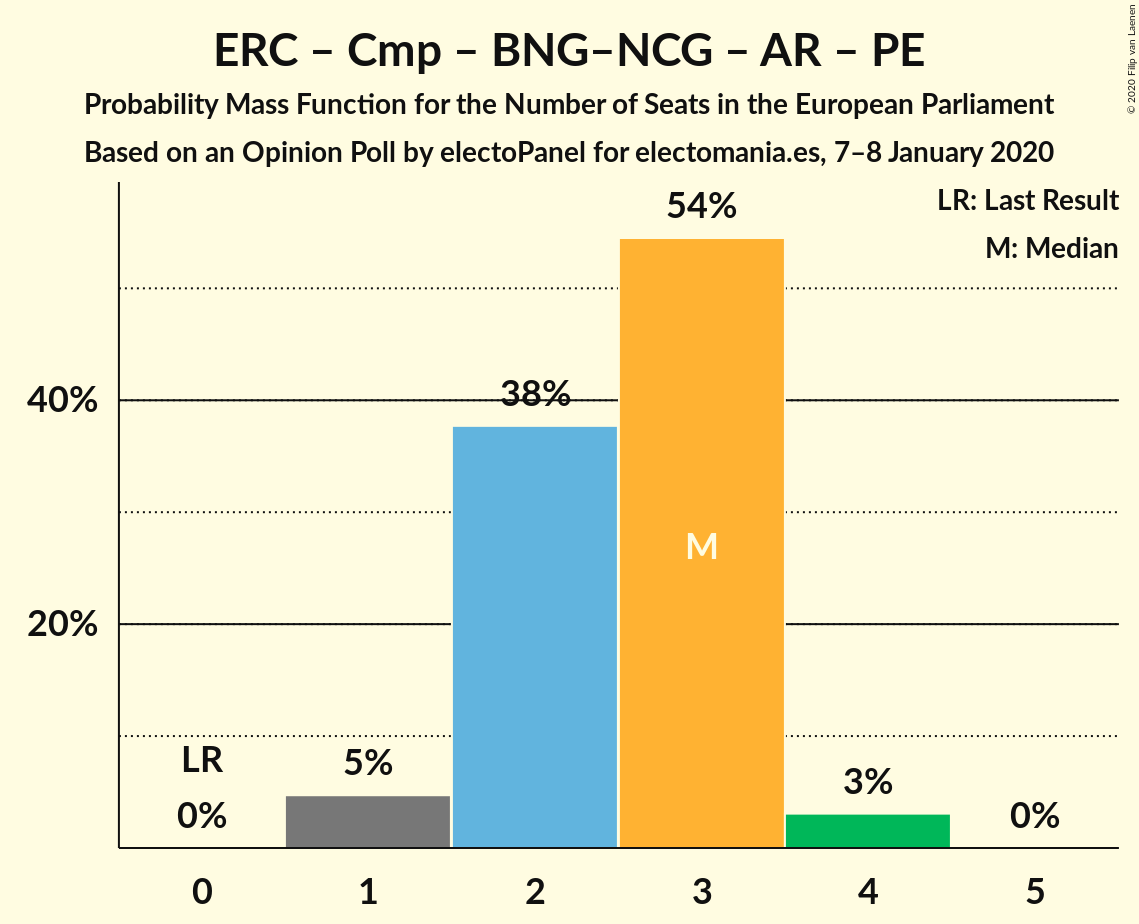 ERC – Cmp – BNG–NCG – AR – PE
Probability Mass Function for the Number of Seats in the European Parliament
Based on an Opinion Poll by electoPanel for electomania.es, 7–8 January 2020
© 2020 Filip van Laenen
LR: Last Result
M: Median
54%
38%
40%
M
20%
LR
5%
3%
0%
0%
0 1 2 3 4 5